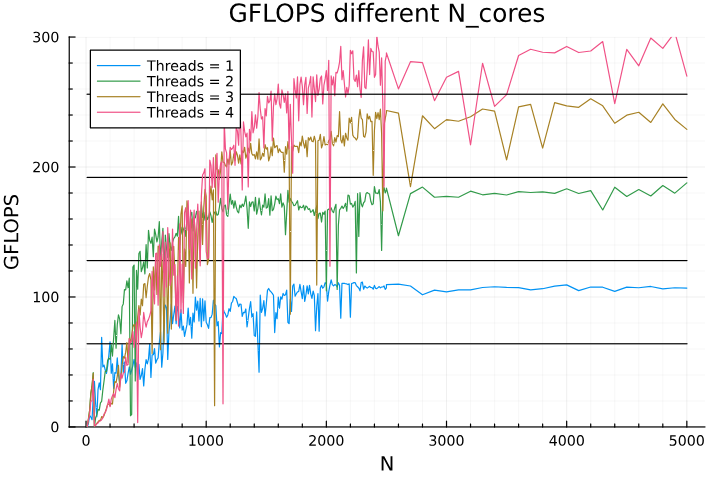 GFLOPS different N_cores
300
Threads = 1
Threads = 2
Threads = 3
Threads = 4
200
GFLOPS
100
0
0 1000 2000 3000 4000 5000
N